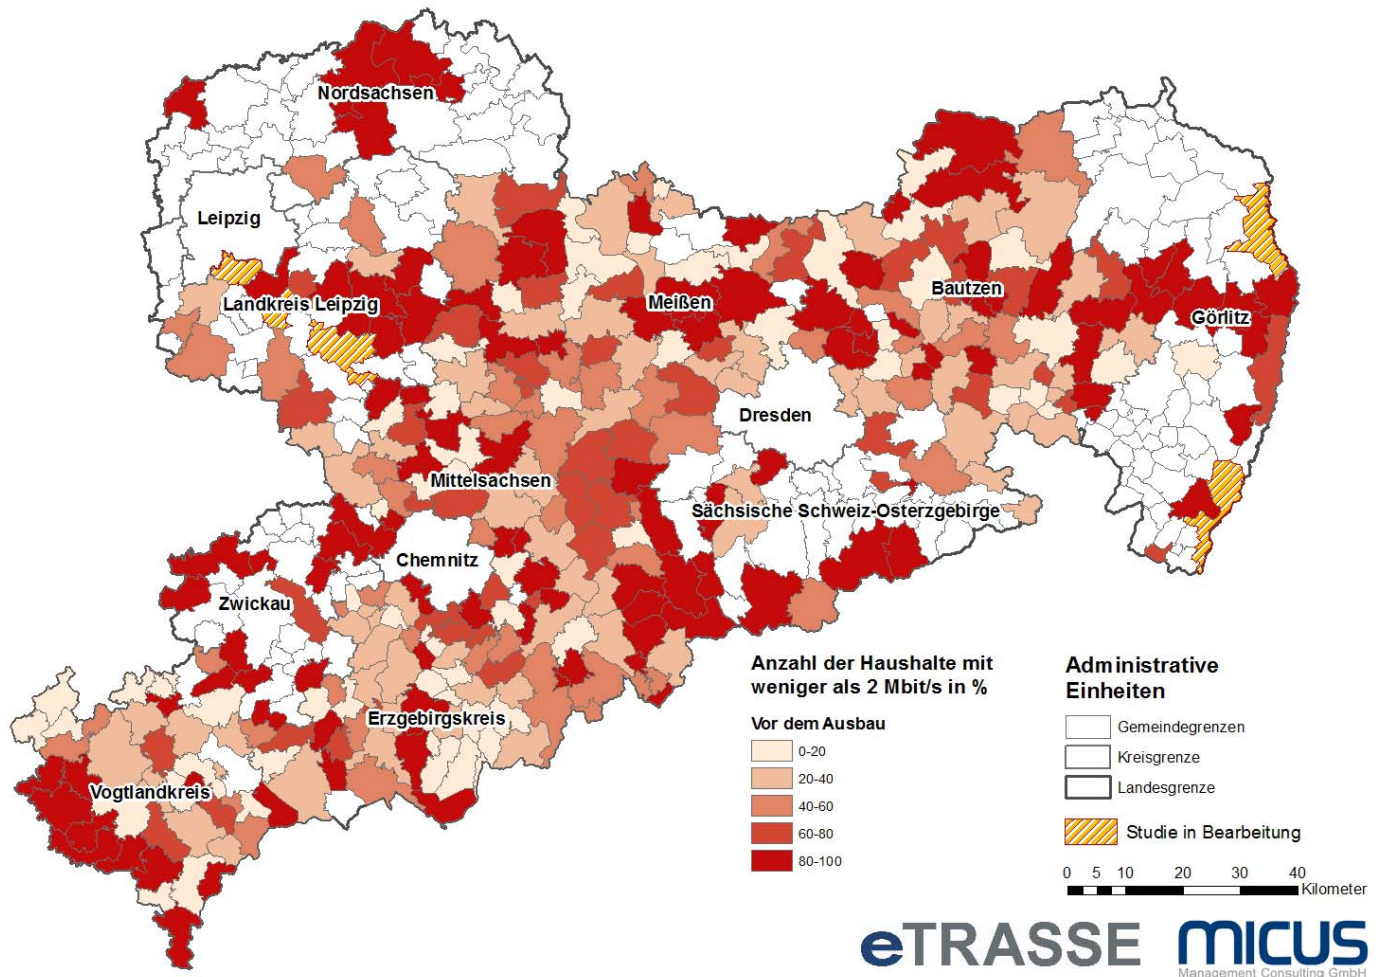 Nordsachsen
Leipzig
Landkreis Leipzig
Meißen
Bautzen
Görlitz
Dresden
Mittelsachsen
Sächsische Schweiz-Osterzgebirge
Chemnitz
Zwickau
Erzgebirgskreis
Vogtlandkreis
Anzahl der Haushalte mit
weniger als 2 Mbit/s in %
Vor dem Ausbau
0-20
20-40
40-60
60-80
80-100
Administrative
Einheiten
Gemeindegrenzen
Kreisgrenze
Landesgrenze
Studie in Bearbeitung
0 5 10 20 30 40
Kilometer
eTRASSE
MICUS
Management Consulting GmbH